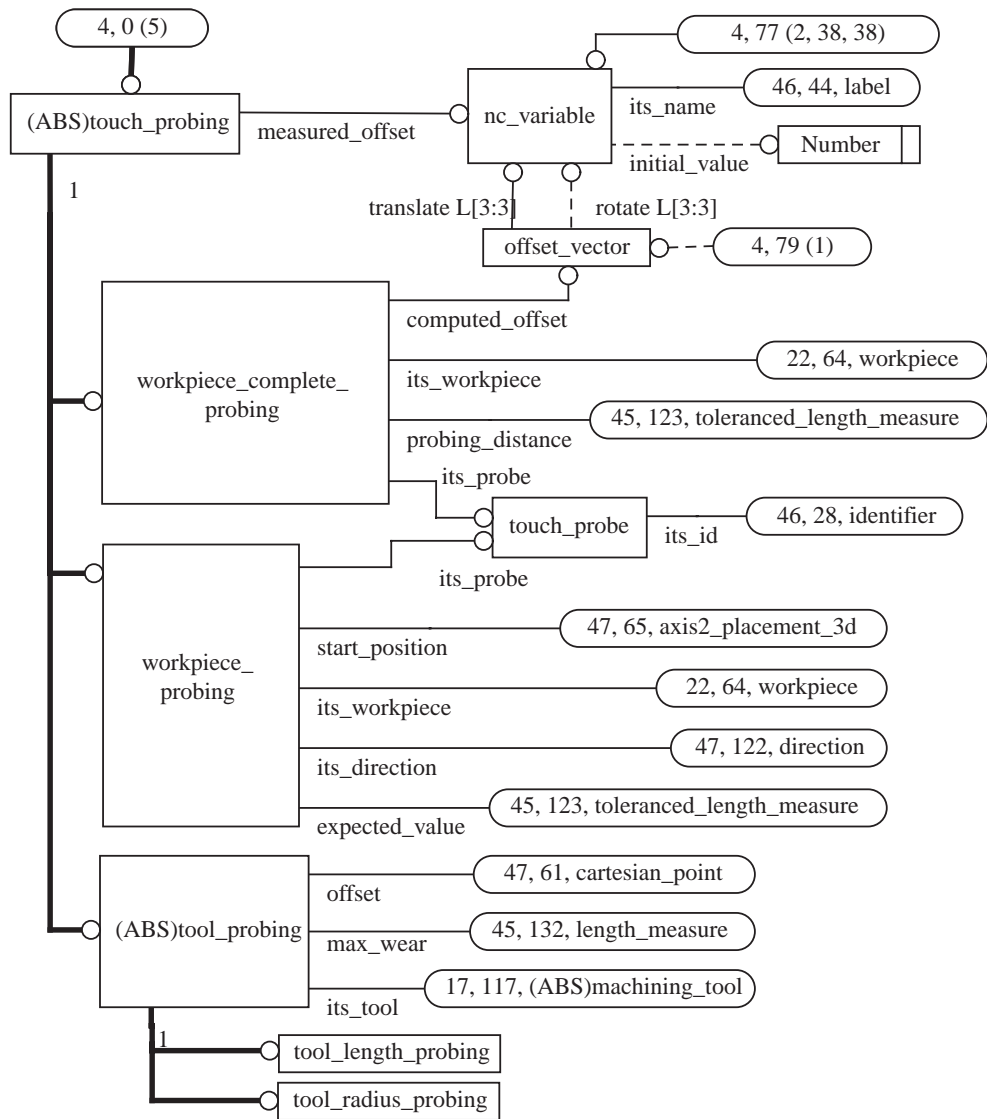 4, 0 (5)
4, 77 (2, 38, 38)
(ABS)touch_probing
measured_offset
nc_variable
46, 44, label
its_name
Number
initial_value
1
translate L[3:3]
rotate L[3:3]
offset_vector
4, 79 (1)
computed_offset
workpiece_complete_
probing
22, 64, workpiece
its_workpiece
45, 123, toleranced_length_measure
probing_distance
its_probe
touch_probe
46, 28, identifier
its_id
its_probe
workpiece_
probing
47, 65, axis2_placement_3d
start_position
22, 64, workpiece
its_workpiece
47, 122, direction
its_direction
45, 123, toleranced_length_measure
expected_value
(ABS)tool_probing
47, 61, cartesian_point
offset
45, 132, length_measure
max_wear
17, 117, (ABS)machining_tool
its_tool
1
tool_length_probing
tool_radius_probing